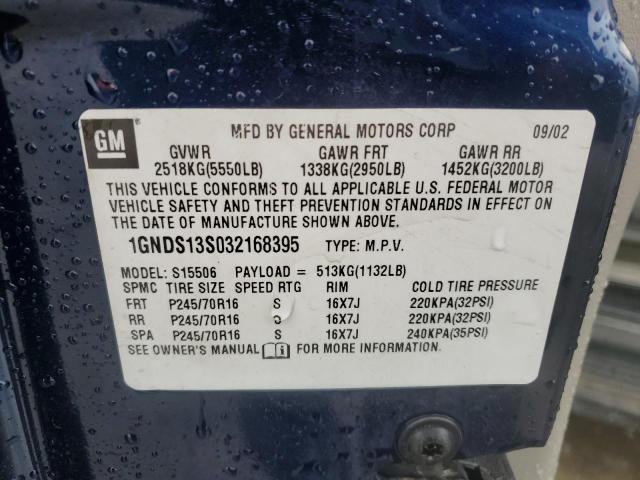 GM
MFD BY GENERAL MOTORS CORP 09/02
GVWR GAWR FRT GAWR RR
2518KG(5550LB) 1338KG(2950LB) 1452KG(3200LB)
THIS VEHICLE CONFORMS TO ALL APPLICABLE U.S. FEDERAL MOTOR
VEHICLE SAFETY AND THEFT PREVENTION STANDARDS IN EFFECT ON
THE DATE OF MANUFACTURE SHOWN ABOVE.
1GNDS13S032168395 TYPE: M.P.V.
MODEL: S15506 PAYLOAD = 513KG(1132LB)
SPMC TIRE SIZE SPEED RTG RIM COLD TIRE PRESSURE
FRT P245/70R16 S 16X7J 220KPA(32PSI)
RR P245/70R16 S 16X7J 220KPA(32PSI)
SPA P245/70R16 S 16X7J 240KPA(35PSI)
SEE OWNER'S MANUAL FOR MORE INFORMATION.